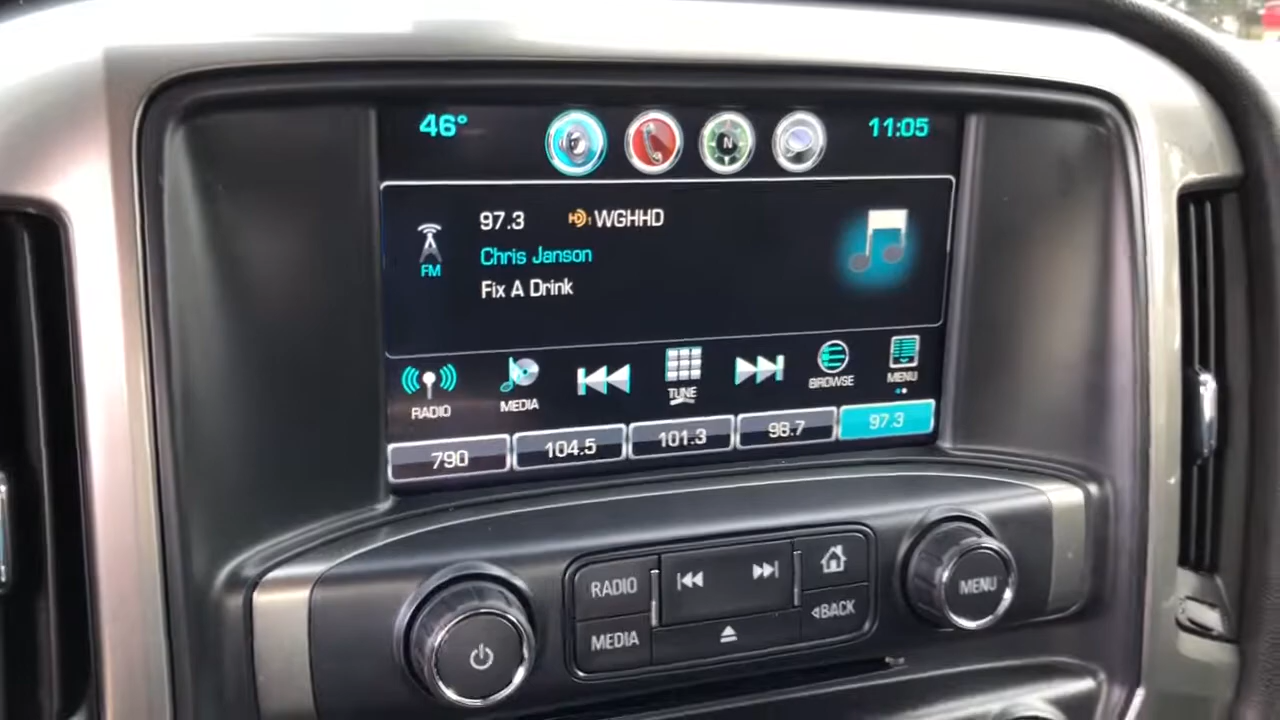 46° N 11:05
97.3 HD1 WGHHD
FM
Chris Janson
Fix A Drink
RADIO MEDIA TUNE BROWSE MENU
790 104.5 101.3 98.7 97.3
RADIO
MEDIA
BACK
MENU